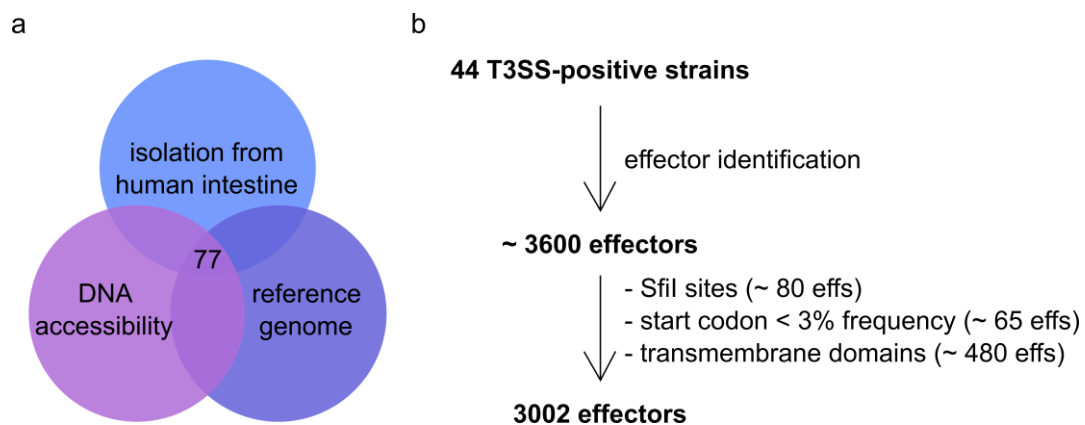 a
isolation from
human intestine
77
DNA
accessibility
reference
genome
b
44 T3SS-positive strains
effector identification
~ 3600 effectors
- SfiI sites (~ 80 effs)
- start codon < 3% frequency (~ 65 effs)
- transmembrane domains (~ 480 effs)
3002 effectors